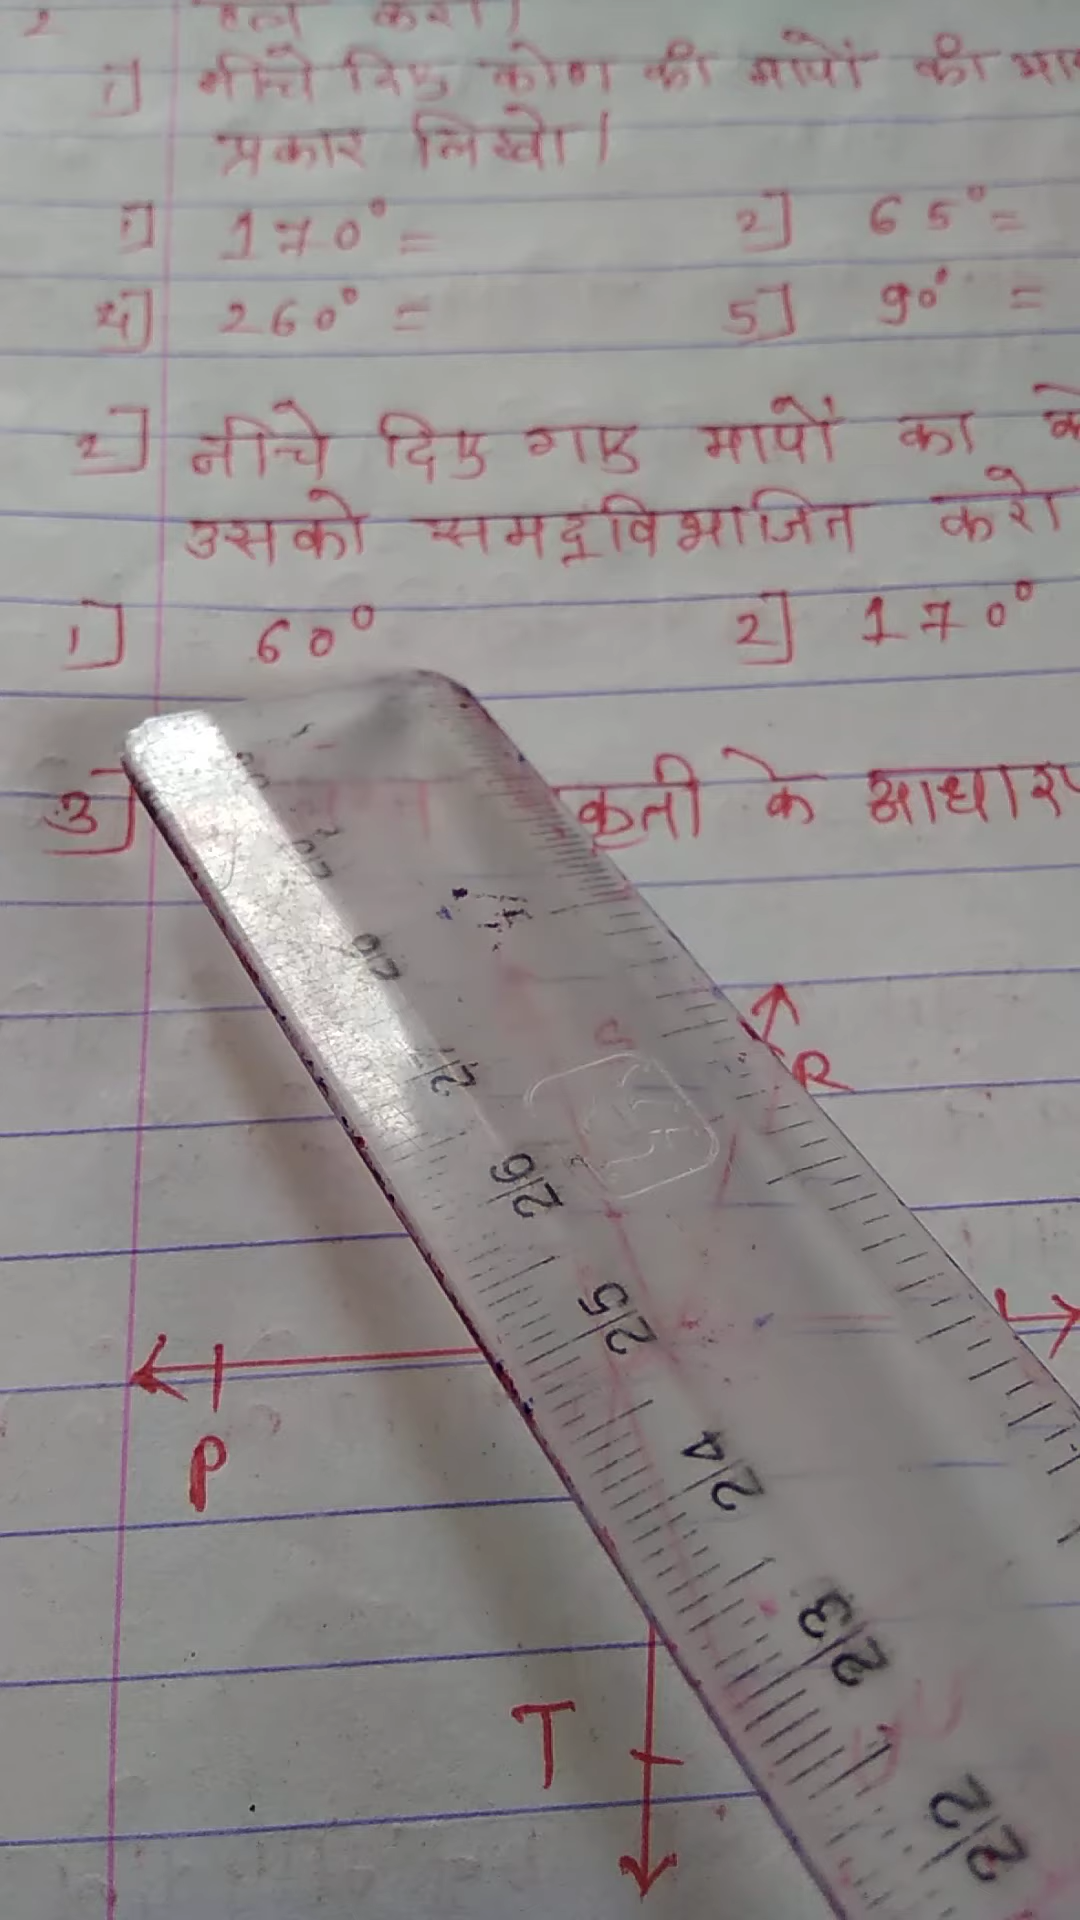 2 हल करो।
1] नीचे दिए कोण की मापों की
प्रकार लिखो।
1] 170° = 2] 65° =
4] 260° = 5] 90° =
2] नीचे दिए गए मापों का
उसको समद्विभाजित करो
1] 60° 2] 170°
3] कृती के आधार
R
P
T
26
25
24
23
22